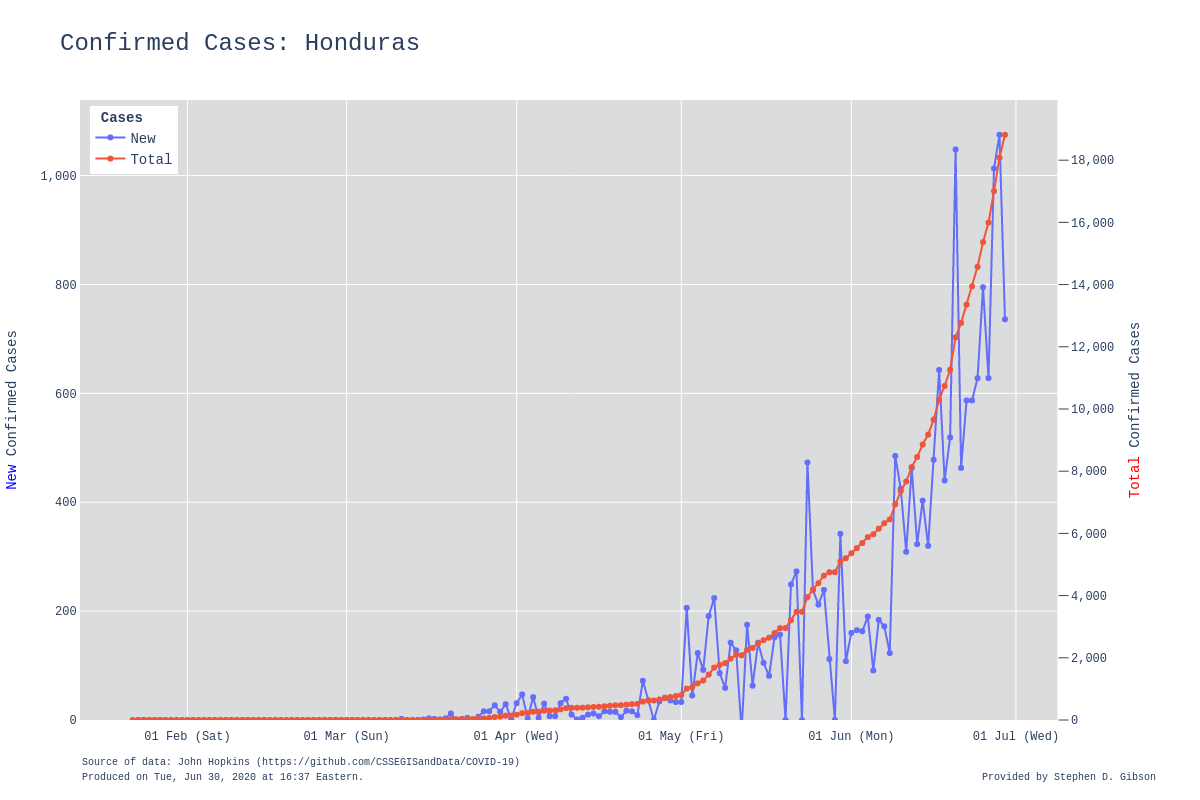 Confirmed Cases: Honduras
Cases
New
Total
1,000
800
600
400
200
0
18,000
16,000
14,000
12,000
10,000
8,000
6,000
4,000
2,000
0
New Confirmed Cases
Total Confirmed Cases
01 Feb (Sat)
01 Mar (Sun)
01 Apr (Wed)
01 May (Fri)
01 Jun (Mon)
01 Jul (Wed)
Source of data: John Hopkins (https://github.com/CSSEGISandData/COVID-19)
Produced on Tue, Jun 30, 2020 at 16:37 Eastern.
Provided by Stephen D. Gibson